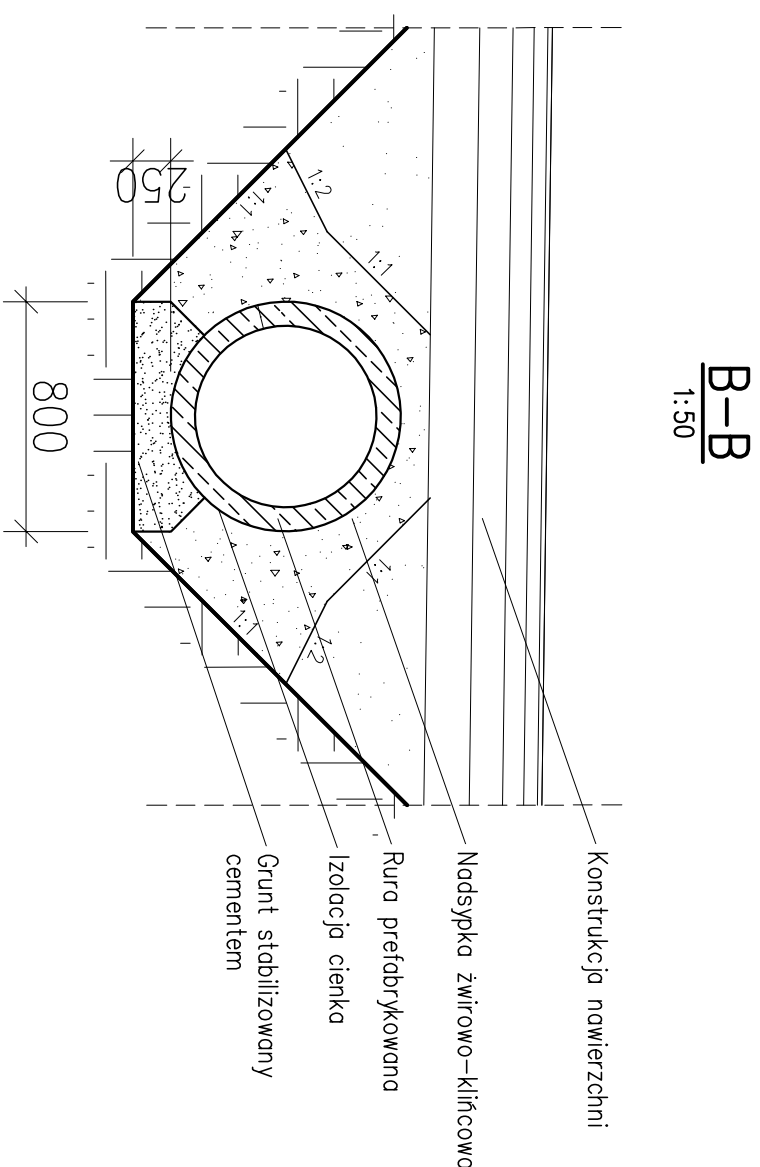 B-B
1:50
Konstrukcja nawierzchni
Nadsypka żwirowo-klińcowa
Rura prefabrykowana
Izolacja cienka
Grunt stabilizowany
cementem
1:2
1:1
1:1
250
800
1:1
1:2
1:1